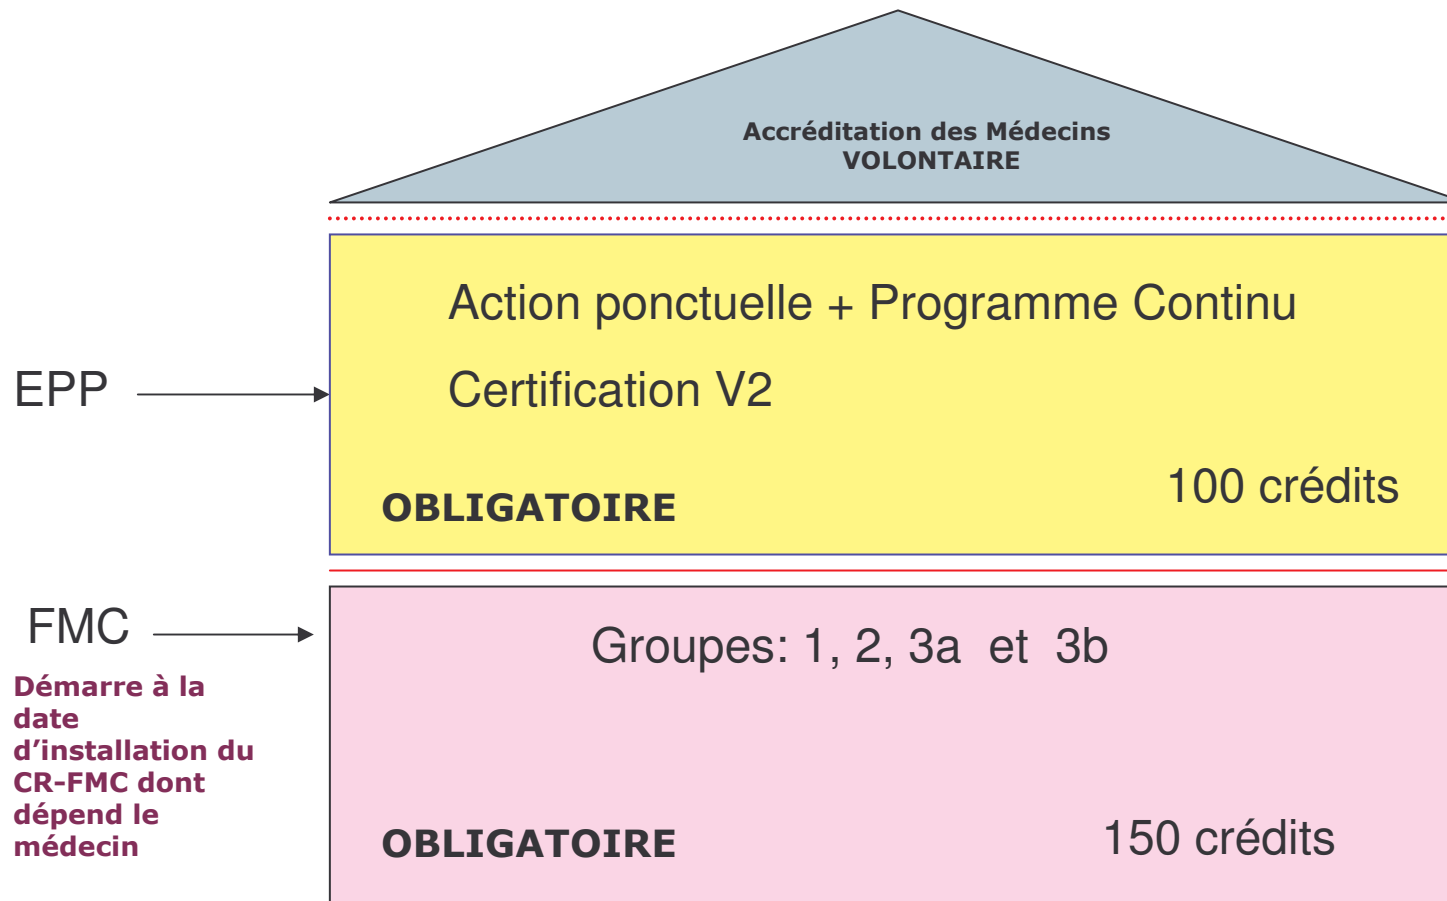 Accréditation des Médecins
VOLONTAIRE
Action ponctuelle + Programme Continu
EPP
Certification V2
100 crédits
OBLIGATOIRE
FMC
Groupes: 1, 2, 3a et 3b
Démarre à la
date
d’installation du
CR-FMC dont
dépend le
médecin
OBLIGATOIRE
150 crédits